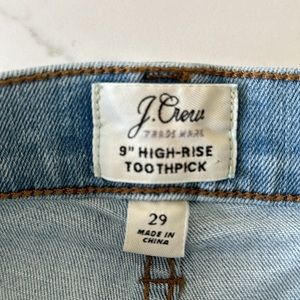 J.Crew
TRADE MARK
9" HIGH-RISE
TOOTHPICK
29
MADE IN
CHINA